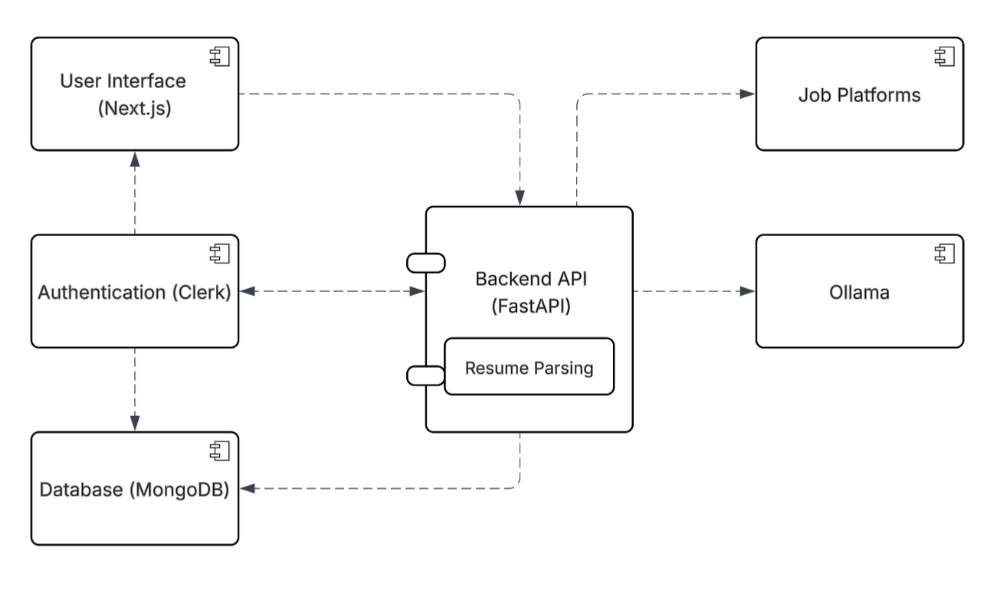 User Interface
(Next.js)
Job Platforms
Authentication (Clerk)
Backend API
(FastAPI)
Ollama
Resume Parsing
Database (MongoDB)